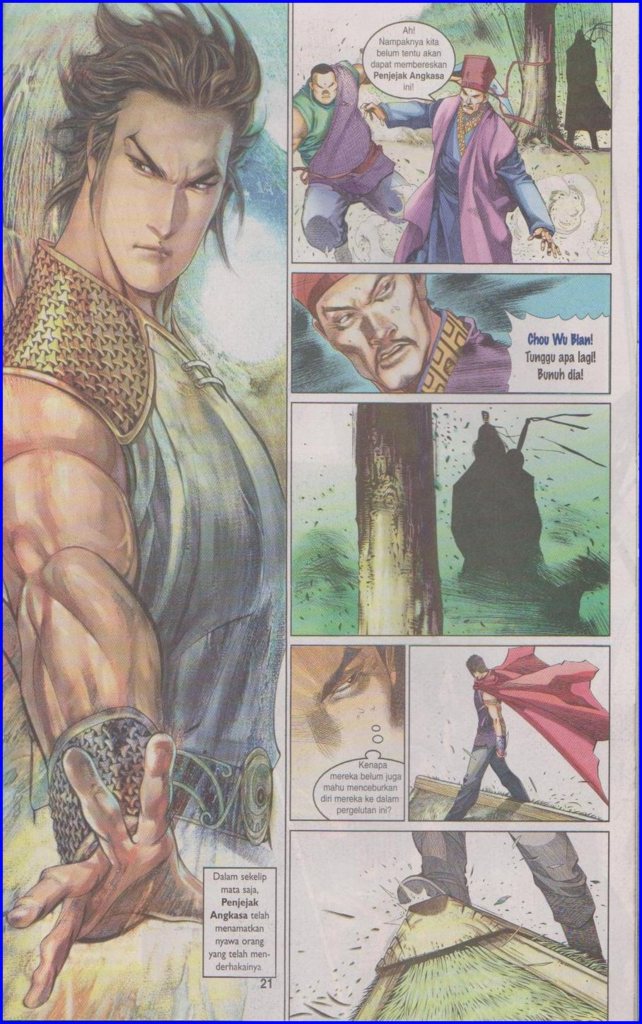 Ah!
Nampaknya kita
belum tentu akan
dapat membereskan
Penjejak Angkasa
ini!
Chou Wu Bian!
Tunggu apa lagi!
Bunuh dia!
Kenapa
mereka belum juga
mahu menceburkan
diri mereka ke dalam
pergelutan ini?
Dalam sekelip
mata saja,
Penjejak
Angkasa telah
menamatkan
nyawa orang
yang telah men-
derhakainya
21